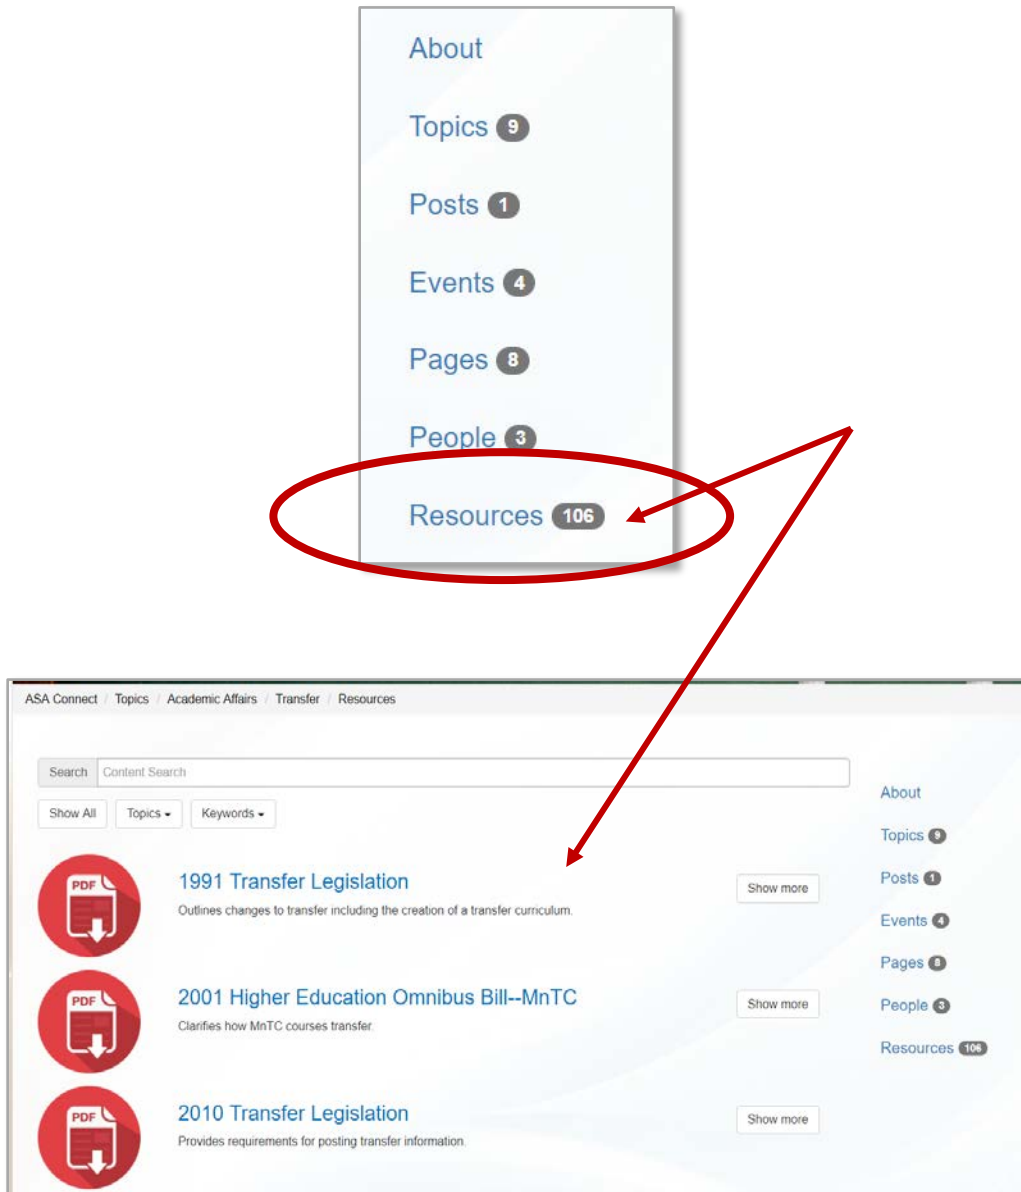 About
Topics 9
Posts 1
Events 4
Pages 8
People 3
Resources 106
ASA Connect / Topics / Academic Affairs / Transfer / Resources
Search Content Search
Show All Topics Keywords
About
Topics 9
Posts 1
Events 4
Pages 8
People 3
Resources 106
PDF
1991 Transfer Legislation
Show more
Outlines changes to transfer including the creation of a transfer curriculum.
PDF
2001 Higher Education Omnibus Bill--MnTC
Show more
Clarifies how MnTC courses transfer.
PDF
2010 Transfer Legislation
Show more
Provides requirements for posting transfer information.